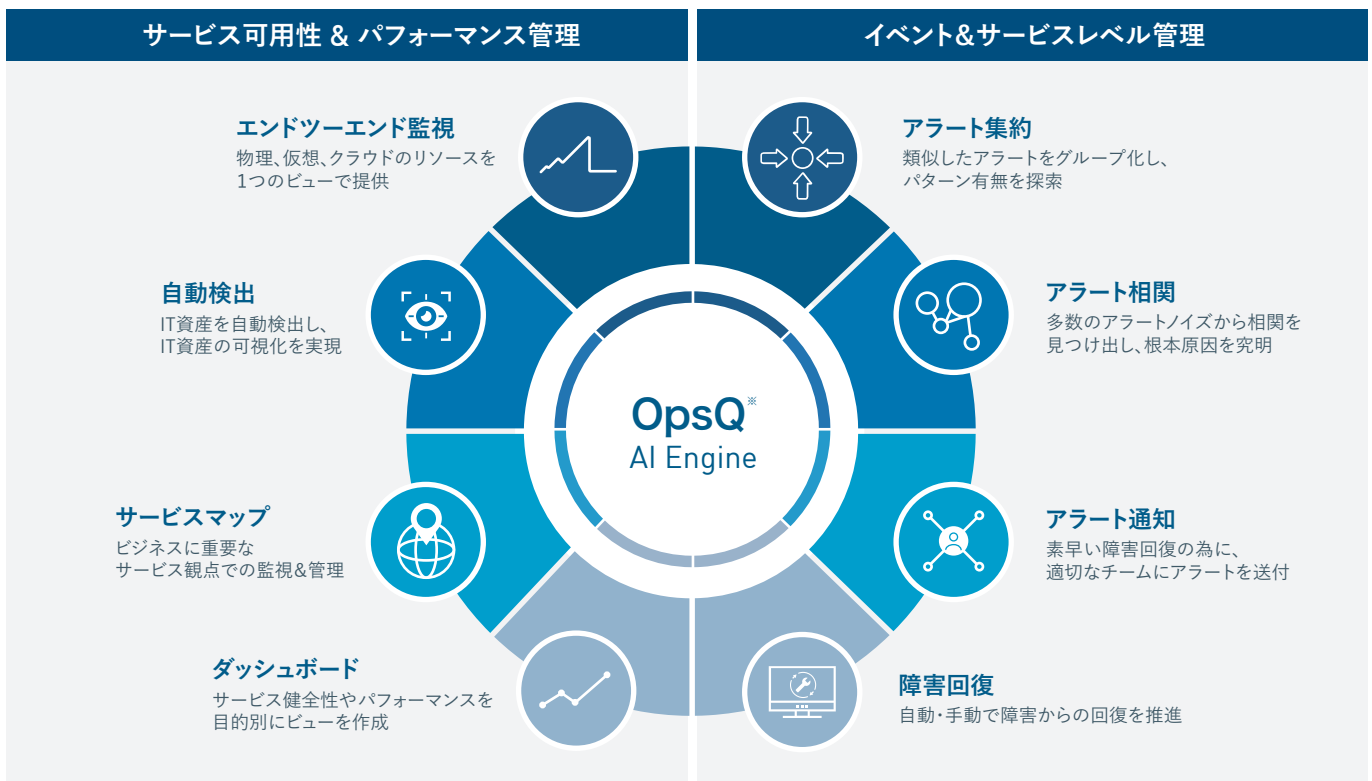 サービス可用性 & パフォーマンス管理
エンドツーエンド監視
物理、仮想、クラウドのリソースを
1つのビューで提供
自動検出
IT資産を自動検出し、
IT資産の可視化を実現
サービスマップ
ビジネスに重要な
サービス観点での監視&管理
ダッシュボード
サービス健全性やパフォーマンスを
目的別にビューを作成
OpsQ※
AI Engine
イベント&サービスレベル管理
アラート集約
類似したアラートをグループ化し、
パターン有無を探索
アラート相関
多数のアラートノイズから相関を
見つけ出し、根本原因を究明
アラート通知
素早い障害回復の為に、
適切なチームにアラートを送付
障害回復
自動・手動で障害からの回復を推進